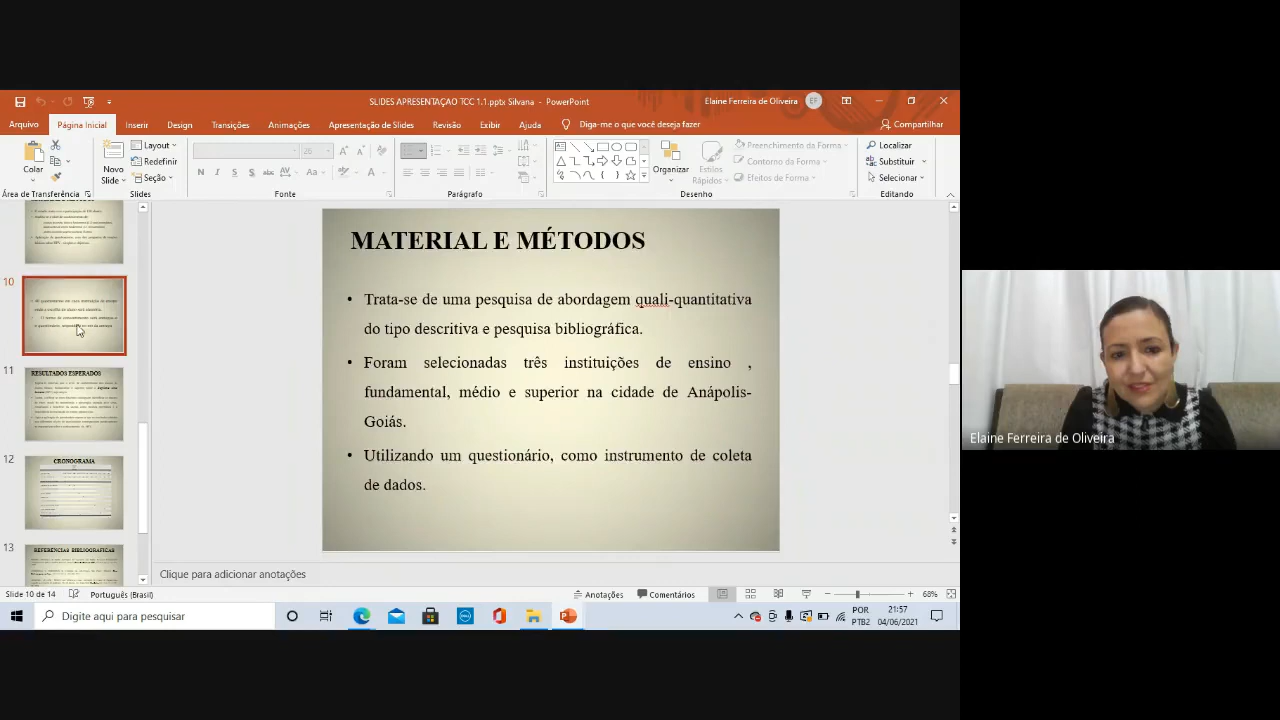 SLIDES APRESENTAÇAO TCC 1.1.pptx Silvana - PowerPoint
Elaine Ferreira de Oliveira
EF
Arquivo Página Inicial Inserir Design Transições Animações Apresentação de Slides Revisão Exibir Ajuda Diga-me o que você deseja fazer Compartilhar
Colar
Novo Slide
Layout
Redefinir
Seção
26
N I S S abc AV Aa A
Organizar
Estilos Rápidos
Preenchimento da Forma
Contorno da Forma
Efeitos de Forma
Localizar
Substituir
Selecionar
Área de Transferência Slides Fonte Parágrafo Desenho Editando
10
11
RESULTADOS ESPERADOS
12
CRONOGRAMA
13
REFERÊNCIAS BIBLIOGRÁFICAS
MATERIAL E MÉTODOS
• Trata-se de uma pesquisa de abordagem quali-quantitativa
do tipo descritiva e pesquisa bibliográfica.
• Foram selecionadas três instituições de ensino ,
fundamental, médio e superior na cidade de Anápolis-
Goiás.
• Utilizando um questionário, como instrumento de coleta
de dados.
Clique para adicionar anotações
Slide 10 de 14 Português (Brasil) Anotações Comentários 68%
Digite aqui para pesquisar
POR
PTB2
21:57
04/06/2021
Elaine Ferreira de Oliveira